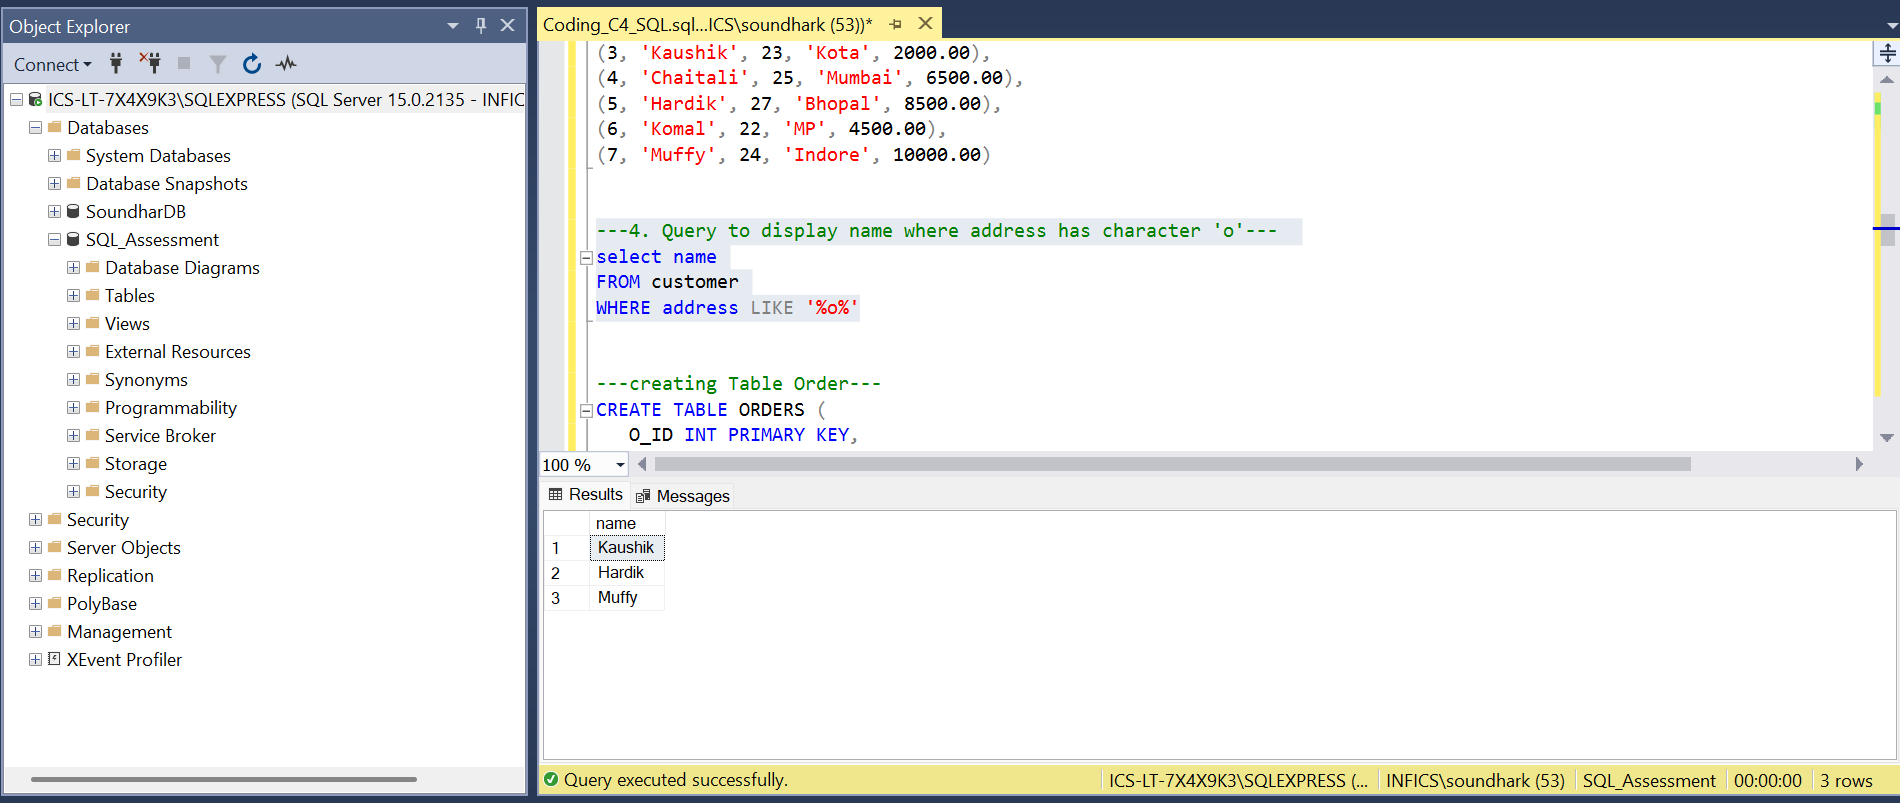 Object Explorer
Connect
ICS-LT-7X4X9K3\SQLEXPRESS (SQL Server 15.0.2135 - INFIC
Databases
System Databases
Database Snapshots
SoundharDB
SQL_Assessment
Database Diagrams
Tables
Views
External Resources
Synonyms
Programmability
Service Broker
Storage
Security
Security
Server Objects
Replication
PolyBase
Management
XEvent Profiler
Coding_C4_SQL.sql...ICS\soundhark (53))*
(3, 'Kaushik', 23, 'Kota', 2000.00),
(4, 'Chaitali', 25, 'Mumbai', 6500.00),
(5, 'Hardik', 27, 'Bhopal', 8500.00),
(6, 'Komal', 22, 'MP', 4500.00),
(7, 'Muffy', 24, 'Indore', 10000.00)
---4. Query to display name where address has character 'o'---
select name
FROM customer
WHERE address LIKE '%o%'
---creating Table Order---
CREATE TABLE ORDERS (
O_ID INT PRIMARY KEY,
100 %
Results Messages
name
1 Kaushik
2 Hardik
3 Muffy
Query executed successfully. ICS-LT-7X4X9K3\SQLEXPRESS (... INFICS\soundhark (53) SQL_Assessment 00:00:00 3 rows